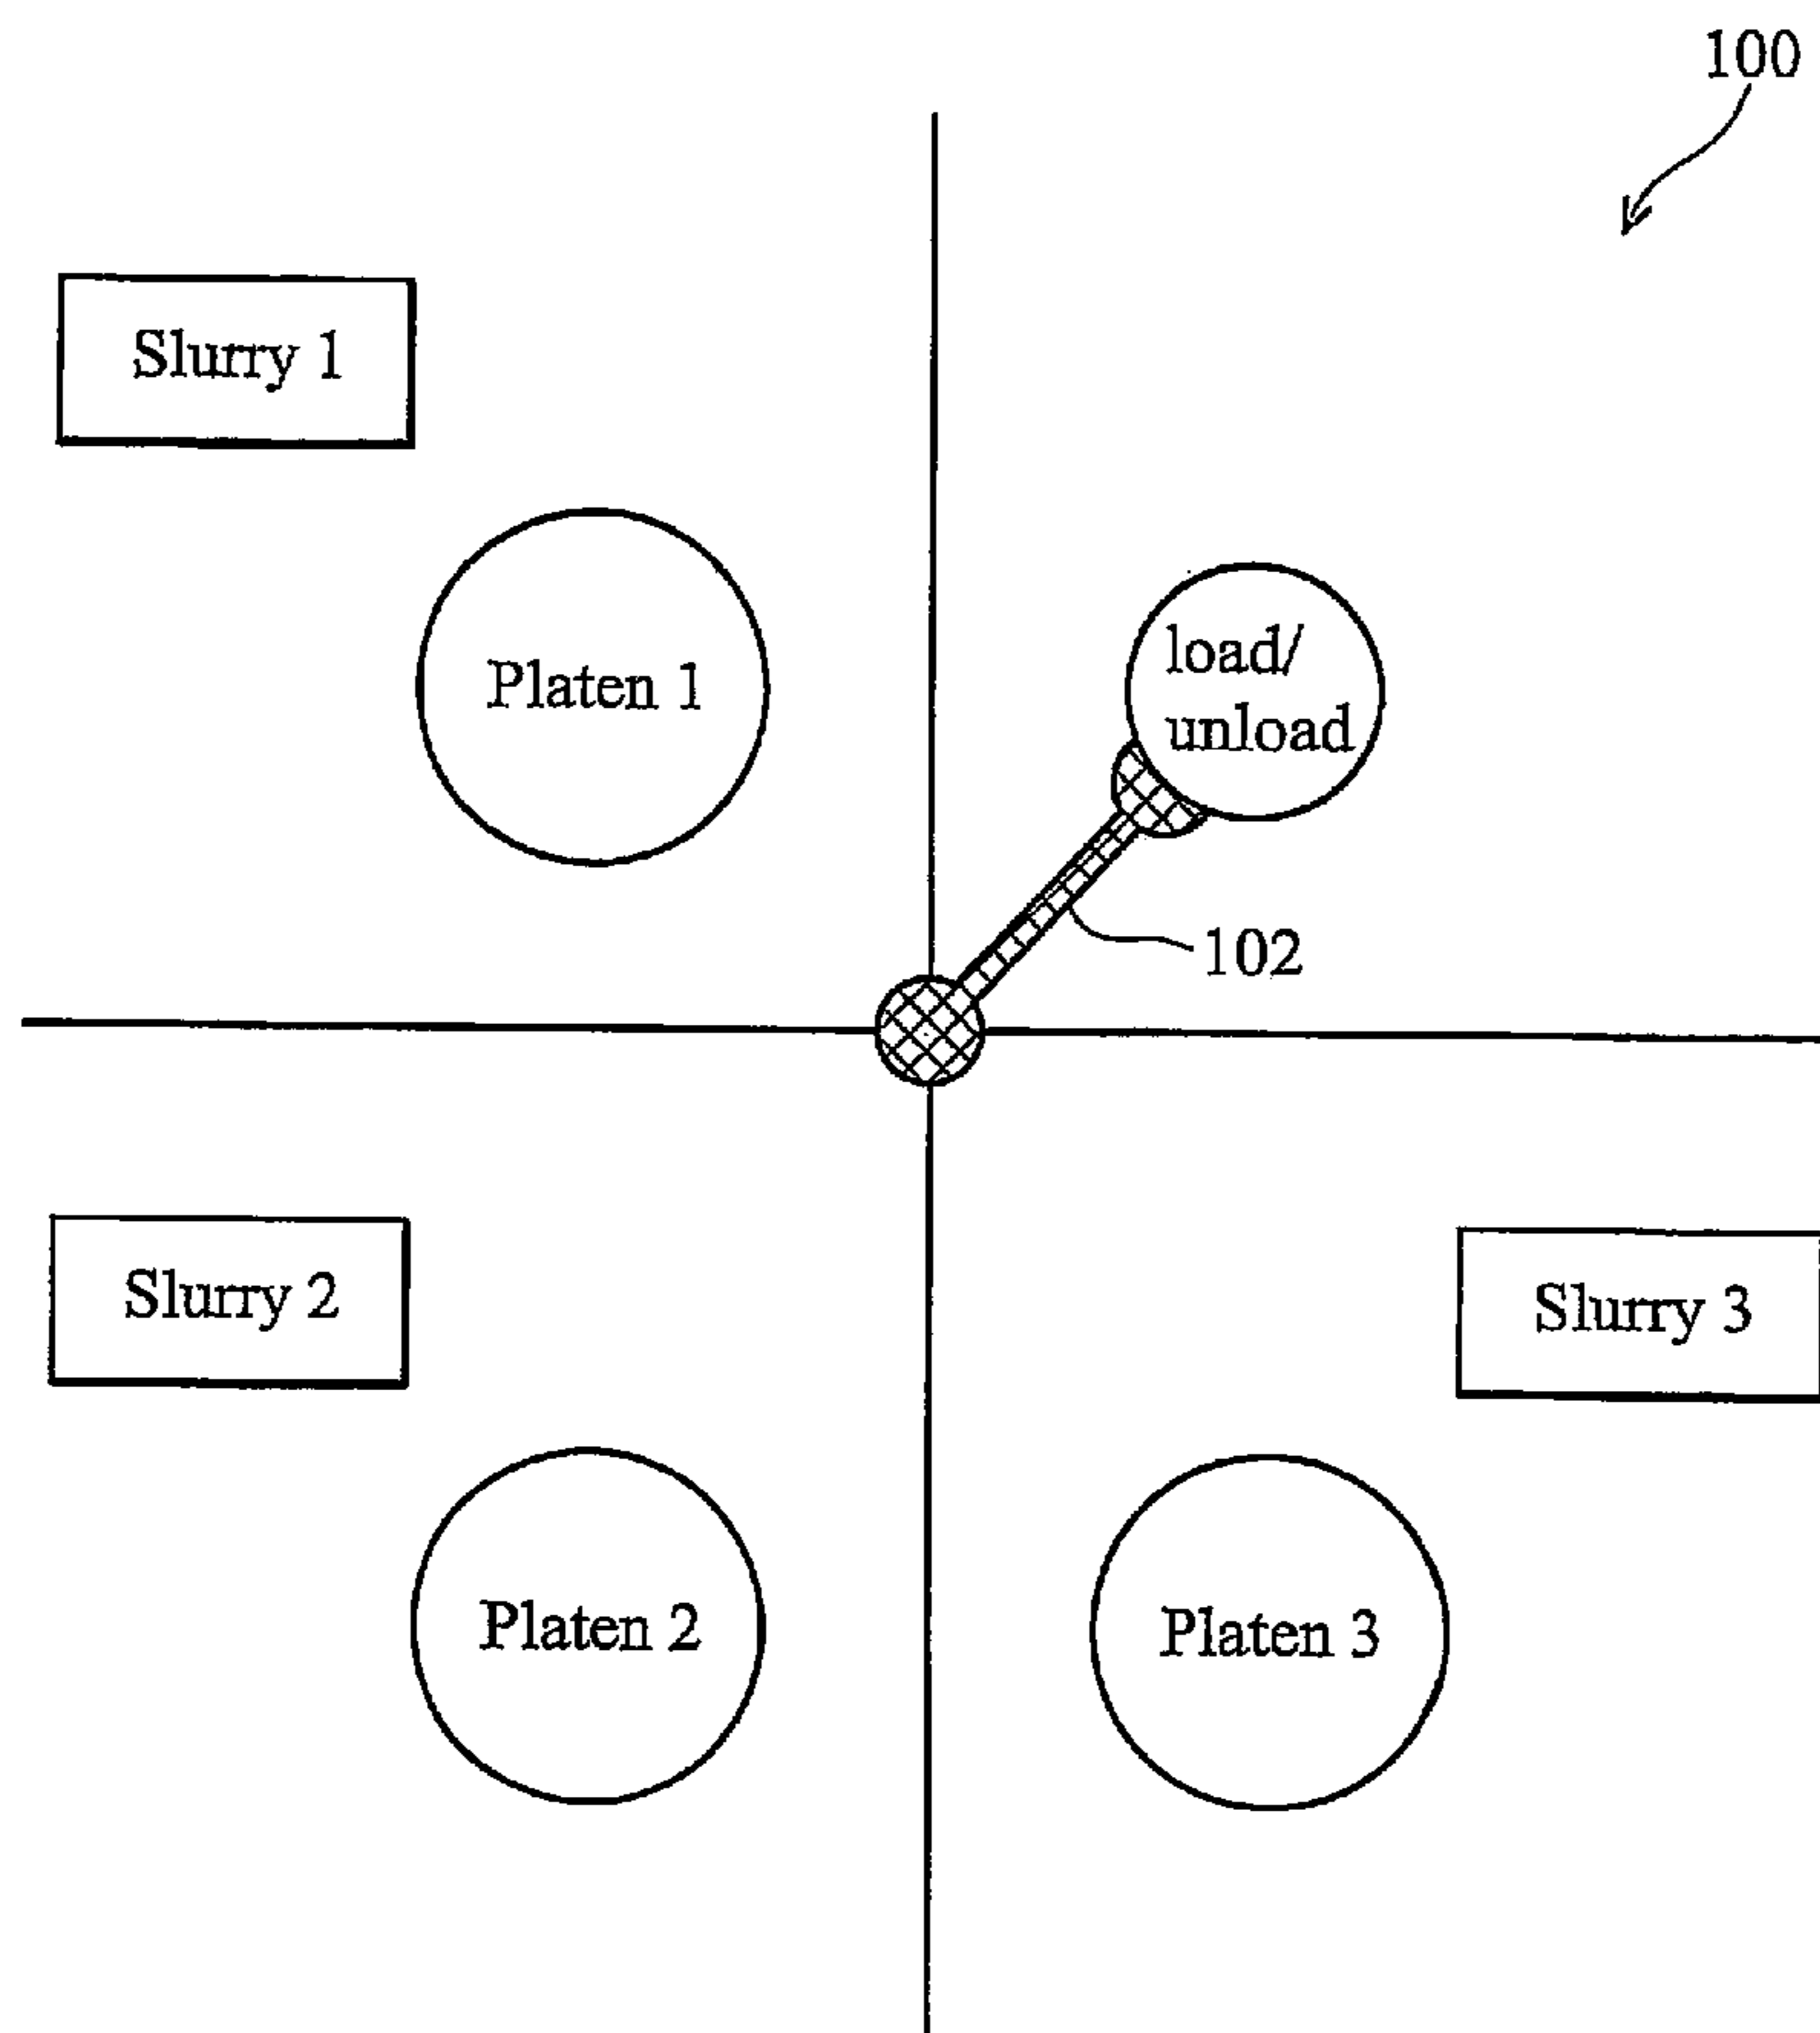 100
Slurry 1
Platen 1
load/
unload
102
Slurry 2
Slurry 3
Platen 2
Platen 3